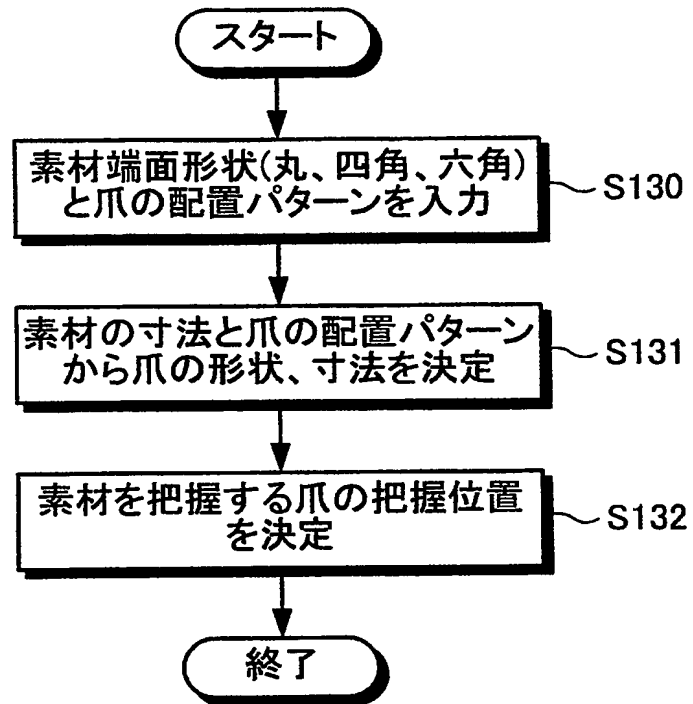 スタート
素材端面形状(丸、四角、六角)
と爪の配置パターンを入力
S130
素材の寸法と爪の配置パターン
から爪の形状、寸法を決定
S131
素材を把握する爪の把握位置
を決定
S132
終了